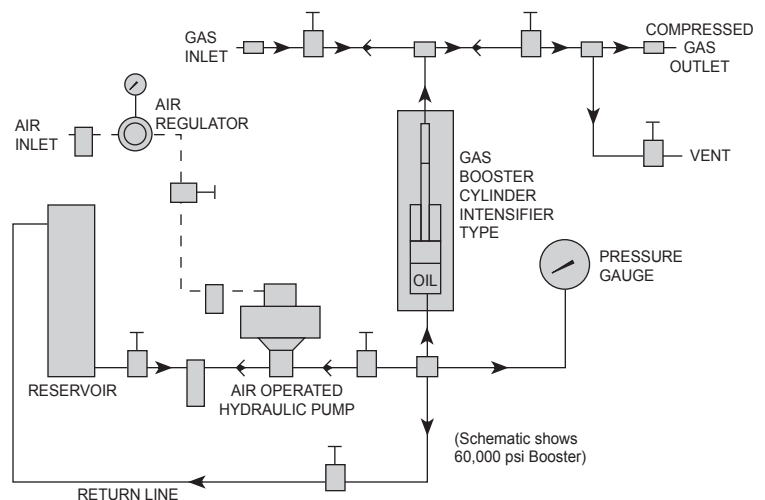 GAS
INLET
COMPRESSED
GAS
OUTLET
AIR
REGULATOR
AIR
INLET
VENT
GAS
BOOSTER
CYLINDER
INTENSIFIER
TYPE
PRESSURE
GAUGE
OIL
RESERVOIR
AIR OPERATED
HYDRAULIC PUMP
(Schematic shows
60,000 psi Booster)
RETURN LINE